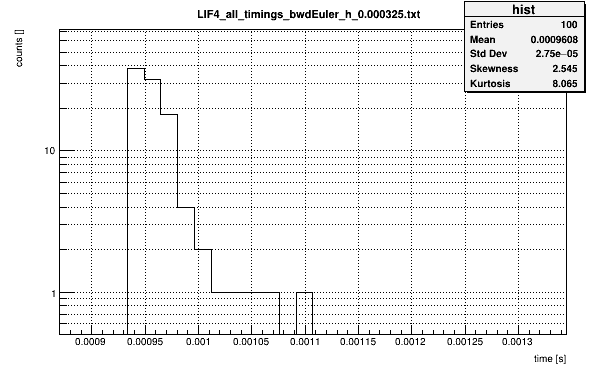 LIF4_all_timings_bwdEuler_h_0.000325.txt
hist
Entries 100
Mean 0.0009608
Std Dev 2.75e−05
Skewness 2.545
Kurtosis 8.065
counts []
10
1
0.0009 0.00095 0.001 0.00105 0.0011 0.00115 0.0012 0.00125 0.0013
time [s]